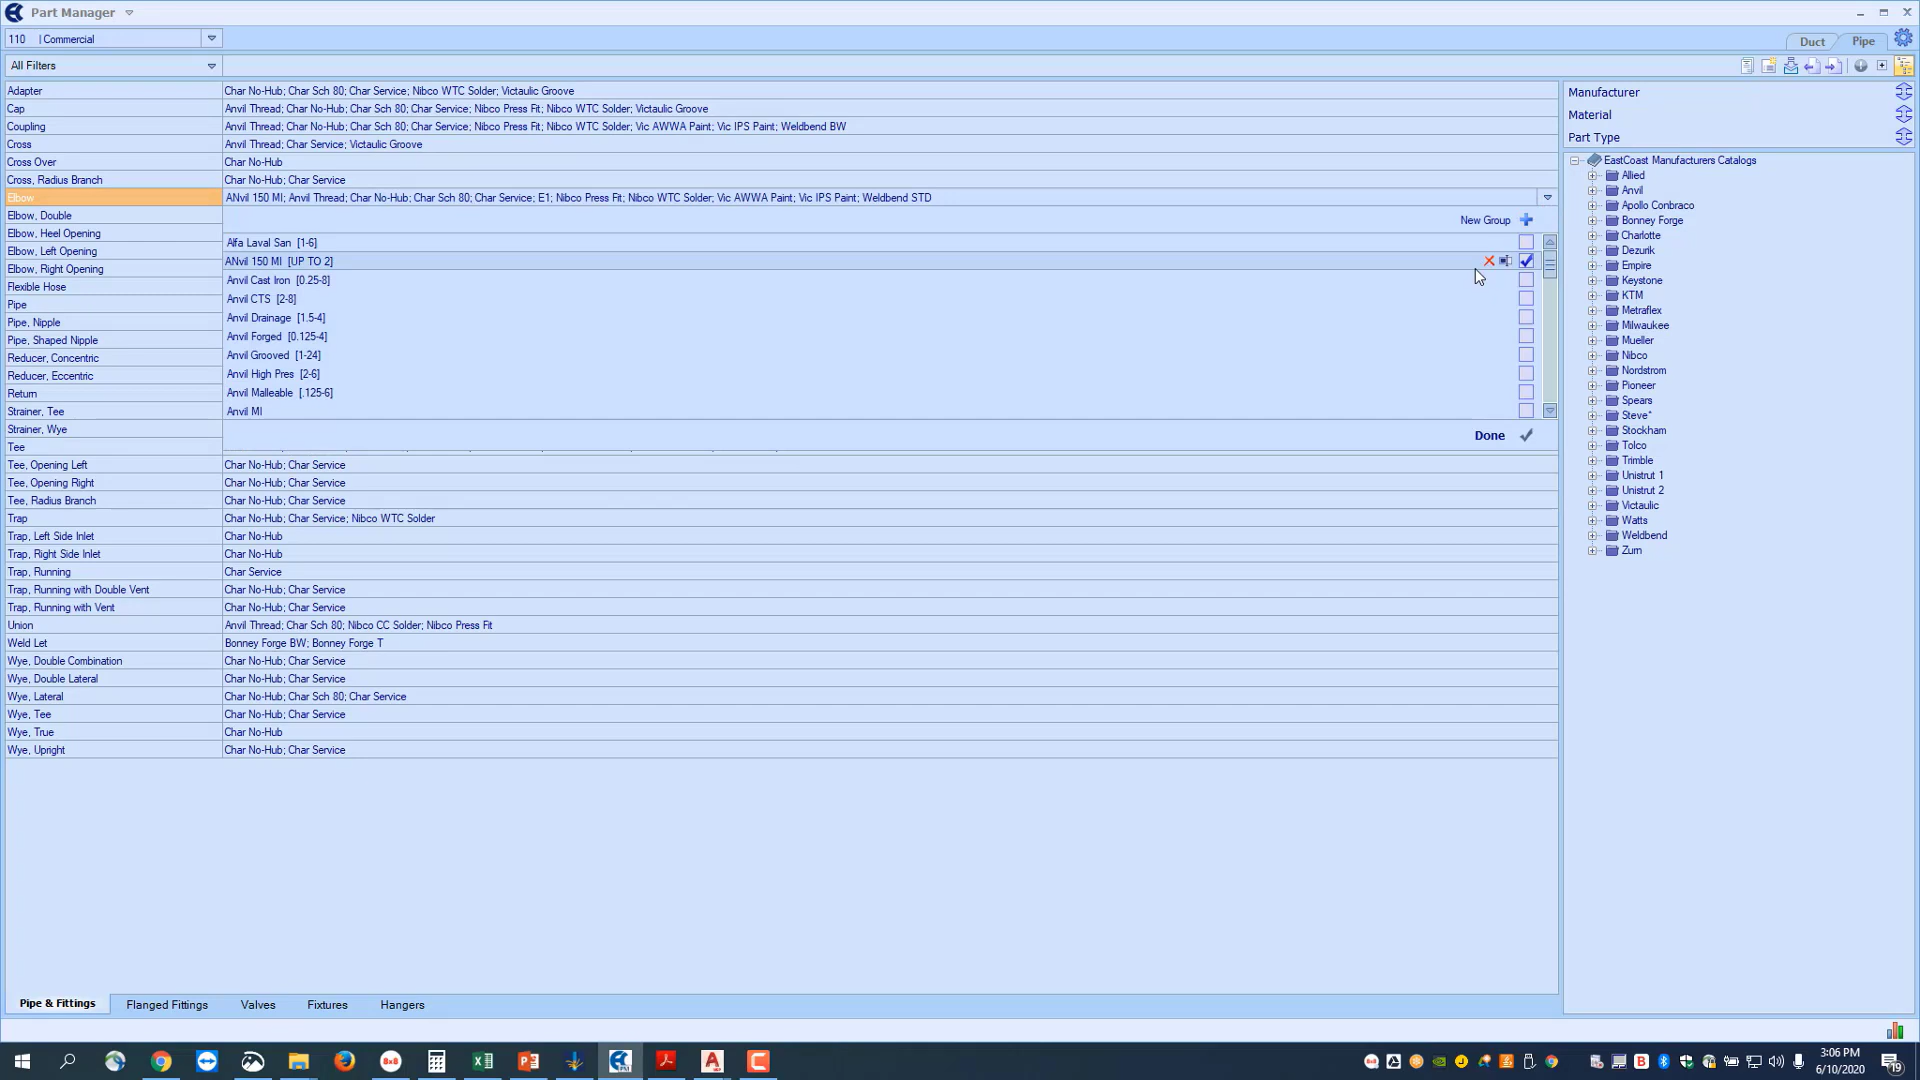 Part Manager
110 | Commercial
Duct Pipe
All Filters
Adapter Char No-Hub; Char Sch 80; Char Service; Nibco WTC Solder; Victaulic Groove
Cap Anvil Thread; Char No-Hub; Char Sch 80; Char Service; Nibco Press Fit; Nibco WTC Solder; Victaulic Groove
Coupling Anvil Thread; Char No-Hub; Char Sch 80; Char Service; Nibco Press Fit; Nibco WTC Solder; Vic AWWA Paint; Vic IPS Paint; Weldbend BW
Cross Anvil Thread; Char Service; Victaulic Groove
Cross Over Char No-Hub
Cross, Radius Branch Char No-Hub; Char Service
Elbow ANvil 150 MI; Anvil Thread; Char No-Hub; Char Sch 80; Char Service; E1; Nibco Press Fit; Nibco WTC Solder; Vic AWWA Paint; Vic IPS Paint; Weldbend STD
Elbow, Double
Elbow, Heel Opening
Elbow, Left Opening
Elbow, Right Opening
Flexible Hose
Pipe
Pipe, Nipple
Pipe, Shaped Nipple
Reducer, Concentric
Reducer, Eccentric
Return
Strainer, Tee
Strainer, Wye
Tee
New Group
Alfa Laval San [1-6]
ANvil 150 MI [UP TO 2]
Anvil Cast Iron [0.25-8]
Anvil CTS [2-8]
Anvil Drainage [1.5-4]
Anvil Forged [0.125-4]
Anvil Grooved [1-24]
Anvil High Pres [2-6]
Anvil Malleable [.125-6]
Anvil MI
Done
Tee, Opening Left Char No-Hub; Char Service
Tee, Opening Right Char No-Hub; Char Service
Tee, Radius Branch Char No-Hub; Char Service
Trap Char No-Hub; Char Service; Nibco WTC Solder
Trap, Left Side Inlet Char No-Hub
Trap, Right Side Inlet Char No-Hub
Trap, Running Char Service
Trap, Running with Double Vent Char No-Hub; Char Service
Trap, Running with Vent Char No-Hub; Char Service
Union Anvil Thread; Char Sch 80; Nibco CC Solder; Nibco Press Fit
Weld Let Bonney Forge BW; Bonney Forge T
Wye, Double Combination Char No-Hub; Char Service
Wye, Double Lateral Char No-Hub; Char Service
Wye, Lateral Char No-Hub; Char Sch 80; Char Service
Wye, Tee Char No-Hub; Char Service
Wye, True Char No-Hub
Wye, Upright Char No-Hub; Char Service
Manufacturer
Material
Part Type
EastCoast Manufacturers Catalogs
Allied
Anvil
Apollo Conbraco
Bonney Forge
Charlotte
Dezurik
Empire
Keystone
KTM
Metraflex
Milwaukee
Mueller
Nibco
Nordstrom
Pioneer
Spears
Steve*
Stockham
Tolco
Trimble
Unistrut 1
Unistrut 2
Victaulic
Watts
Weldbend
Zurn
Pipe & Fittings Flanged Fittings Valves Fixtures Hangers
3:06 PM
6/10/2020
19